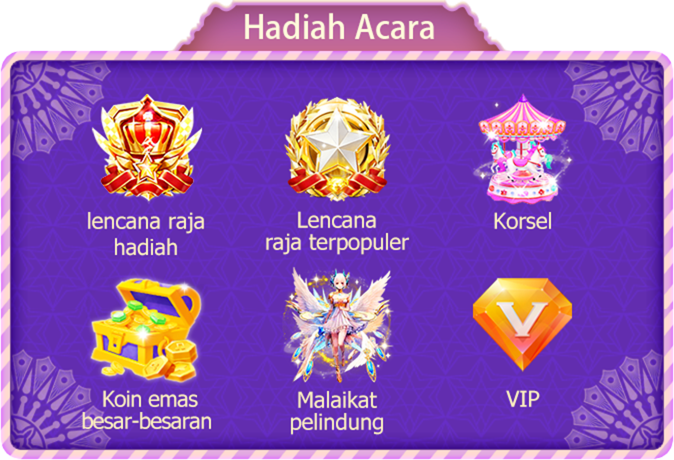 Hadiah Acara
lencana raja
hadiah
Lencana
raja terpopuler
Korsel
Koin emas
besar-besaran
Malaikat
pelindung
V
VIP